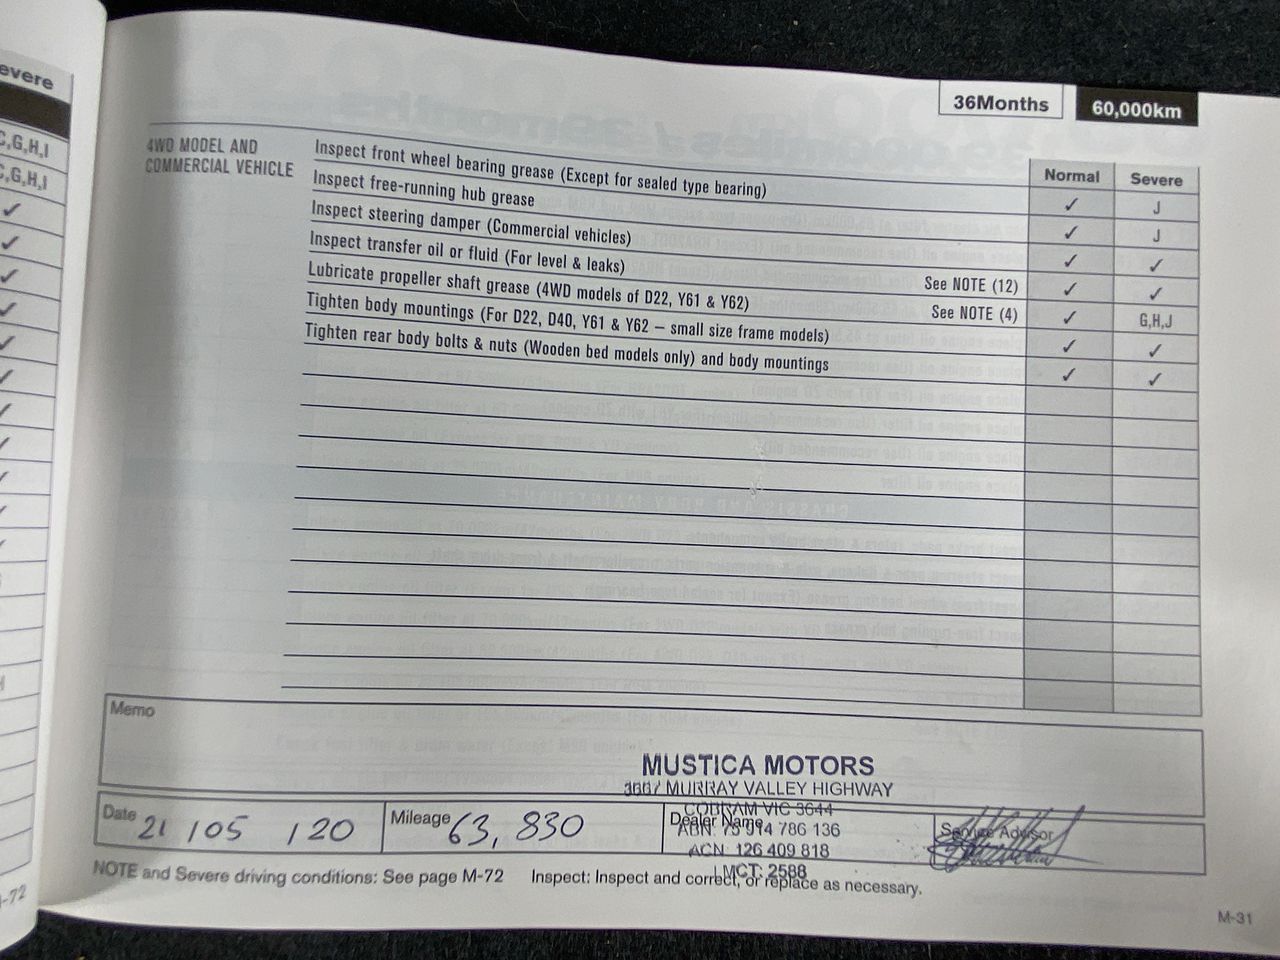 evere
C,G,H,I
C,G,H,I
36Months 60,000km
4WD MODEL AND
COMMERCIAL VEHICLE
Normal Severe
Inspect front wheel bearing grease (Except for sealed type bearing) ✓ J
Inspect free-running hub grease ✓ J
Inspect steering damper (Commercial vehicles) ✓ ✓
Inspect transfer oil or fluid (For level & leaks) See NOTE (12) ✓ ✓
Lubricate propeller shaft grease (4WD models of D22, Y61 & Y62) See NOTE (4) ✓ G,H,J
Tighten body mountings (For D22, D40, Y61 & Y62 – small size frame models) ✓ ✓
Tighten rear body bolts & nuts (Wooden bed models only) and body mountings ✓ ✓
Memo
MUSTICA MOTORS
3667 MURRAY VALLEY HIGHWAY
COBRAM VIC 3644
ABN: 75 914 786 136
ACN: 126 409 818
LMCT: 2588
Date 21 / 05 / 20 Mileage 63, 830 Dealer Name Service Advisor
NOTE and Severe driving conditions: See page M-72 Inspect: Inspect and correct, or replace as necessary.
-72
M-31